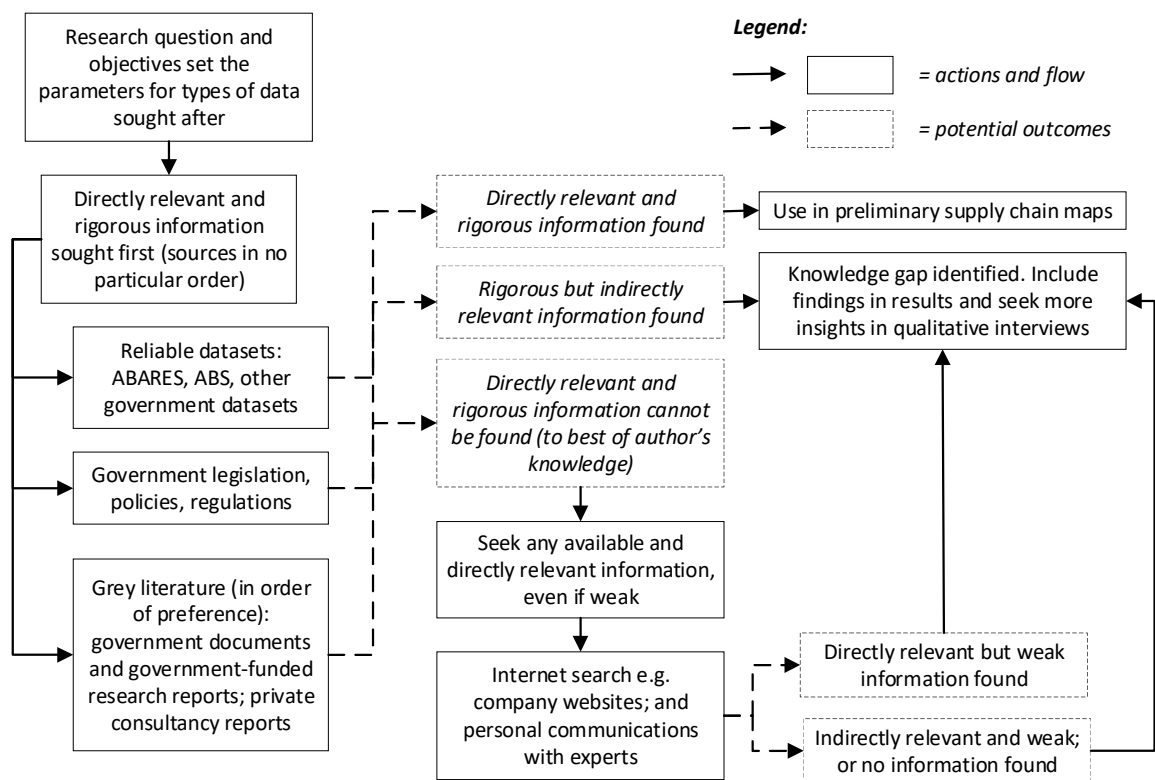 Research question and
objectives set the
parameters for types of data
sought after
Legend:
= actions and flow
= potential outcomes
Directly relevant and
rigorous information
sought first (sources in no
particular order)
Directly relevant and
rigorous information found
Use in preliminary supply chain maps
Rigorous but indirectly
relevant information found
Knowledge gap identified. Include
findings in results and seek more
insights in qualitative interviews
Reliable datasets:
ABARES, ABS, other
government datasets
Directly relevant and
rigorous information cannot
be found (to best of author’s
knowledge)
Government legislation,
policies, regulations
Seek any available and
directly relevant information,
even if weak
Grey literature (in order
of preference):
government documents
and government-funded
research reports; private
consultancy reports
Internet search e.g.
company websites; and
personal communications
with experts
Directly relevant but weak
information found
Indirectly relevant and weak;
or no information found